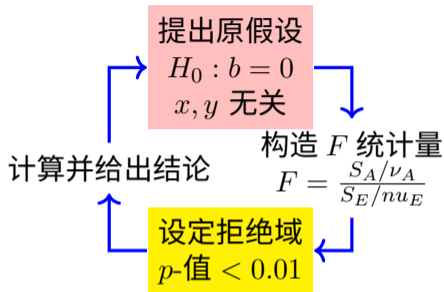 提出原假设
H₀ : b = 0
x, y 无关
构造 F 统计量
F = \frac{S_A/ν_A}{S_E/nu_E}
设定拒绝域
p-值 < 0.01
计算并给出结论